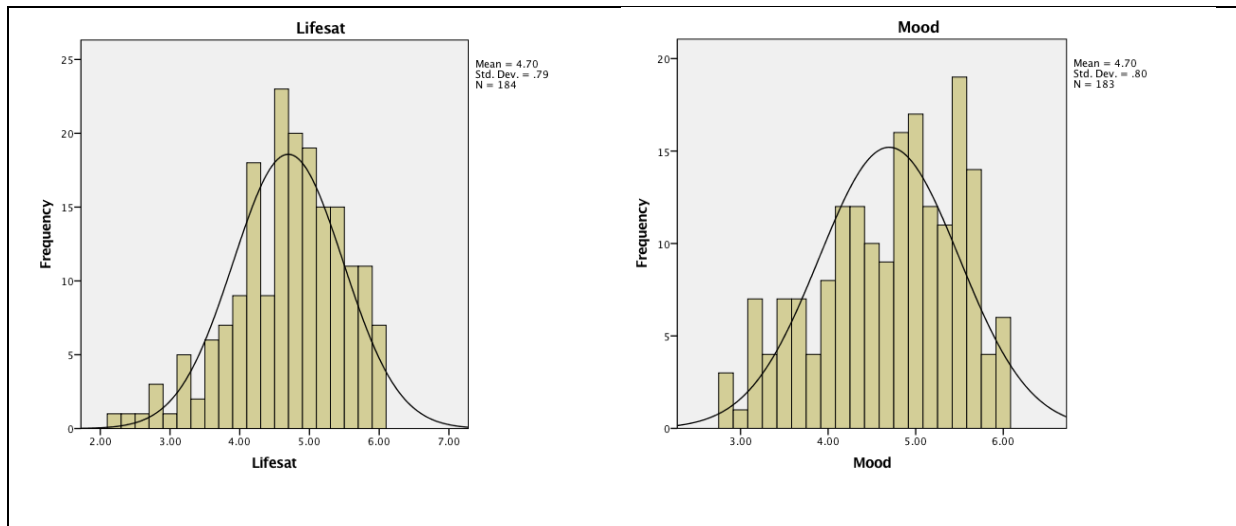 Lifesat
Mean = 4.70
Std. Dev. = .79
N = 184
25
20
15
10
5
0
Frequency
2.00 3.00 4.00 5.00 6.00 7.00
Lifesat
Mood
Mean = 4.70
Std. Dev. = .80
N = 183
20
15
10
5
0
Frequency
3.00 4.00 5.00 6.00
Mood